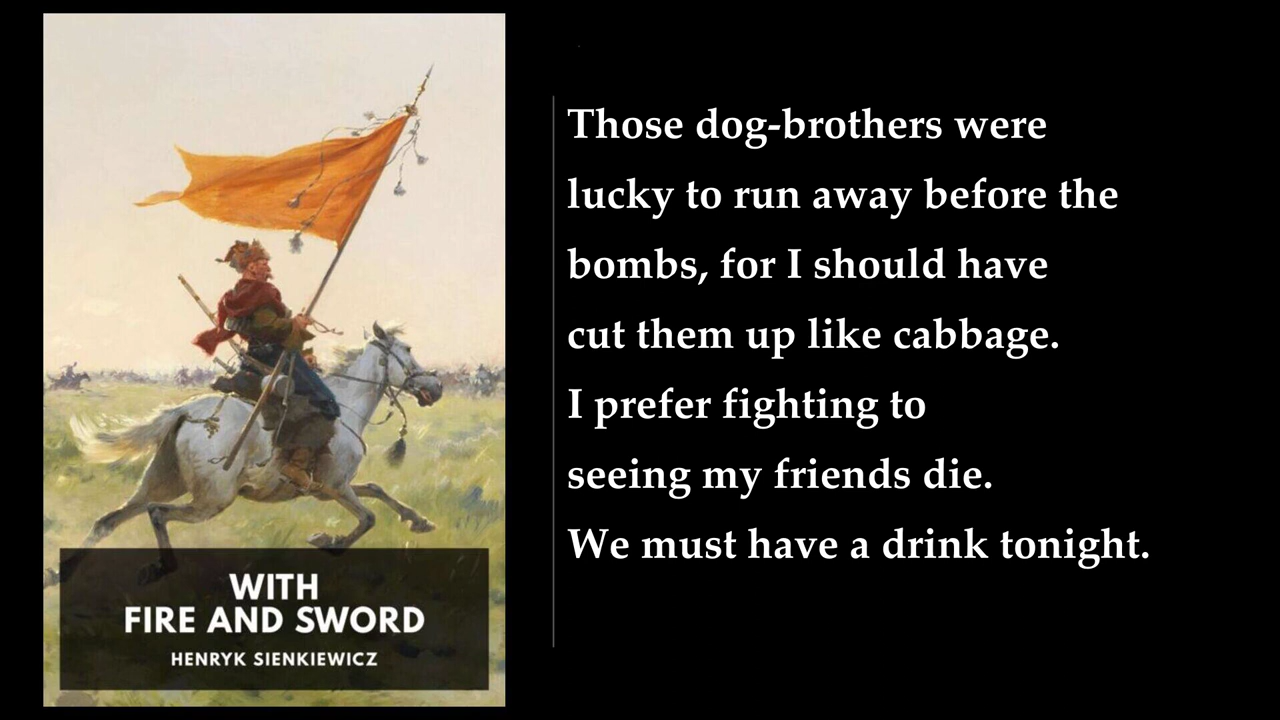 WITH
FIRE AND SWORD
HENRYK SIENKIEWICZ
Those dog-brothers were
lucky to run away before the
bombs, for I should have
cut them up like cabbage.
I prefer fighting to
seeing my friends die.
We must have a drink tonight.